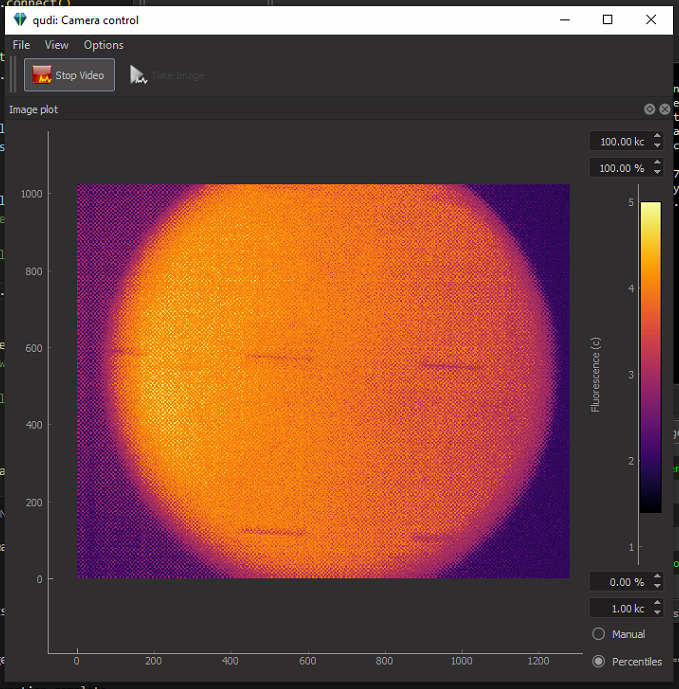 .connect()
qudi: Camera control
File View Options
Stop Video Take Image
Image plot
100.00 kc
100.00 %
1000
800
600
400
200
0
0 200 400 600 800 1000 1200
5
4
3
2
1
Fluorescence (c)
0.00 %
1.00 kc
Manual
Percentiles